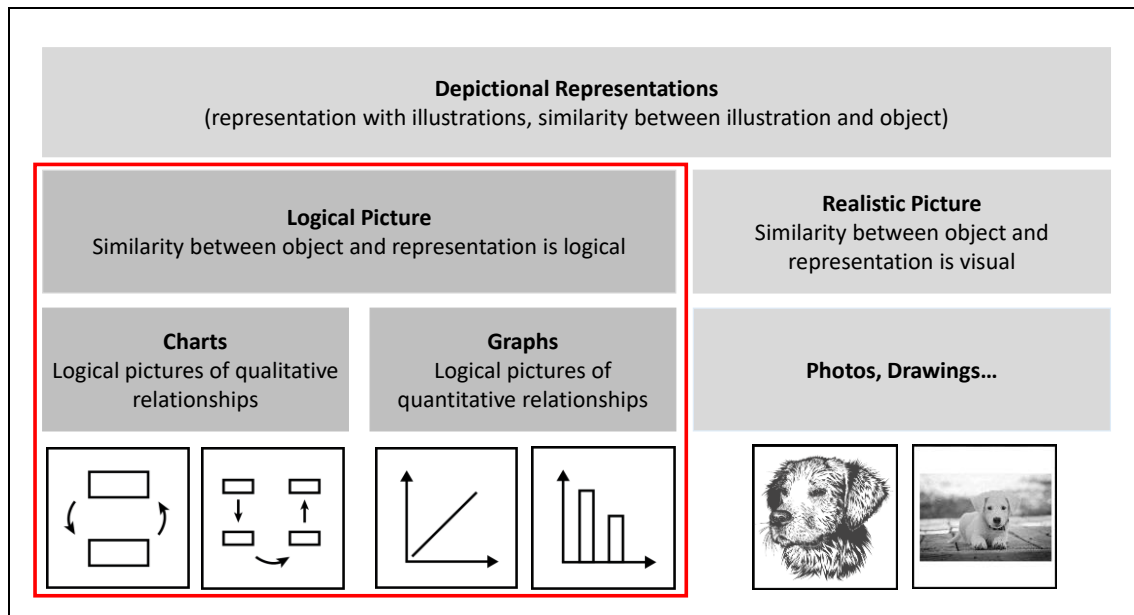 Depictional Representations
(representation with illustrations, similarity between illustration and object)
Logical Picture
Similarity between object and representation is logical
Realistic Picture
Similarity between object and
representation is visual
Charts
Logical pictures of qualitative
relationships
Graphs
Logical pictures of
quantitative relationships
Photos, Drawings…